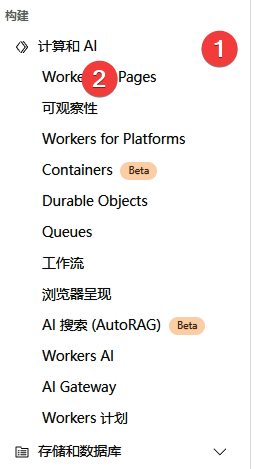 构建
计算和 AI
1
Worke
2
Pages
可观察性
Workers for Platforms
Containers Beta
Durable Objects
Queues
工作流
浏览器呈现
AI 搜索 (AutoRAG) Beta
Workers AI
AI Gateway
Workers 计划
存储和数据库